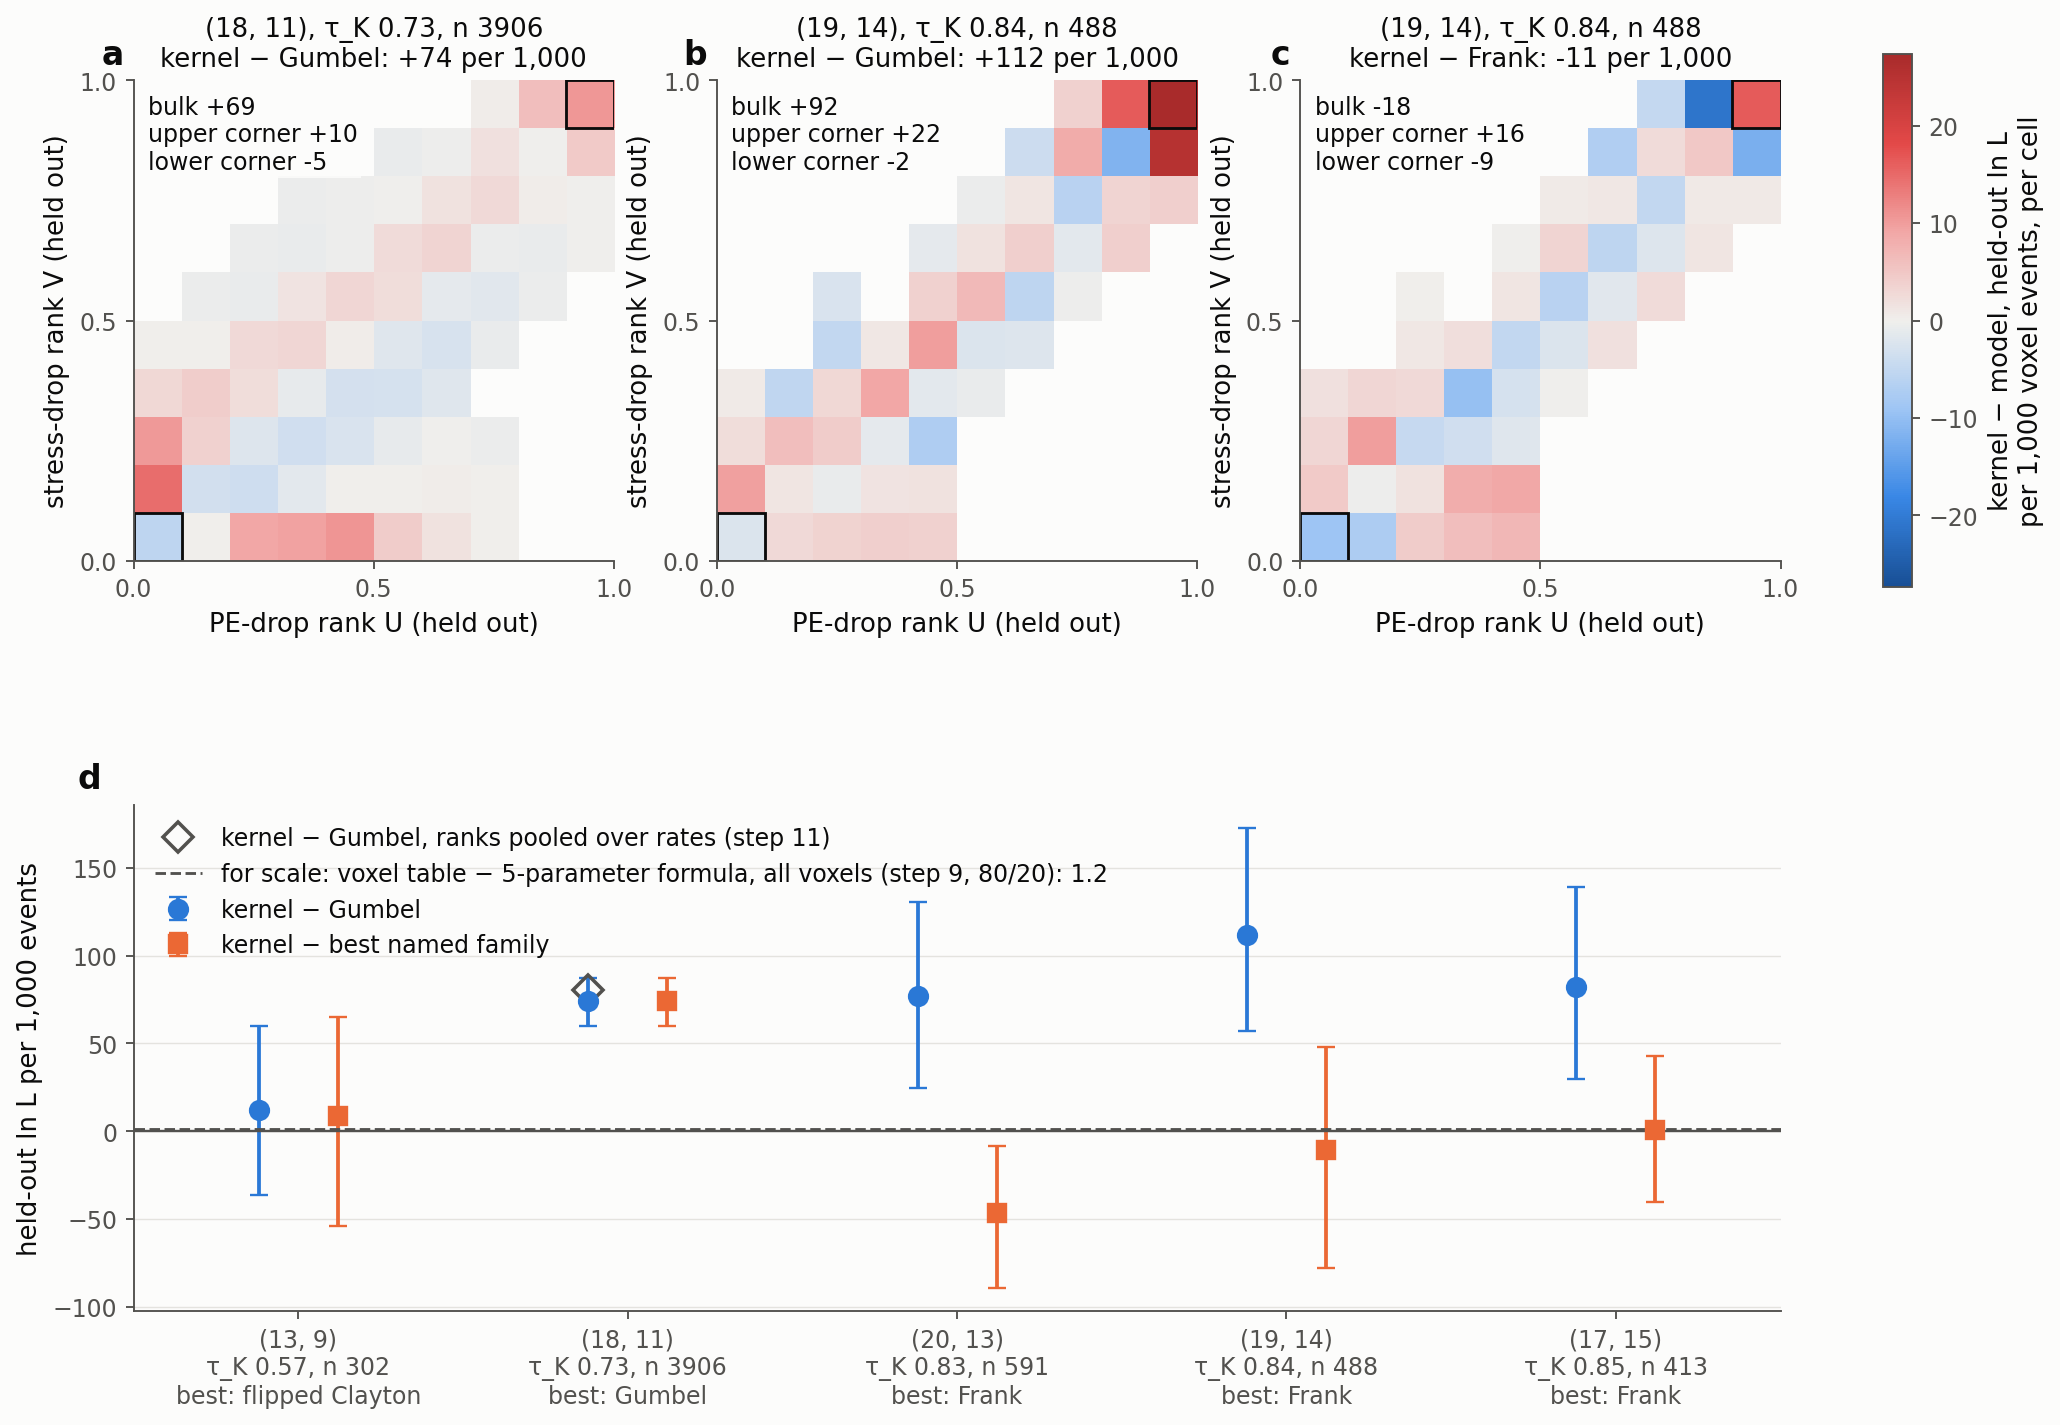 (18, 11), τ_K 0.73, n 3906
a kernel − Gumbel: +74 per 1,000
bulk +69
upper corner +10
lower corner -5
stress-drop rank V (held out)
1.0
0.5
0.0
0.0 0.5 1.0
PE-drop rank U (held out)
(19, 14), τ_K 0.84, n 488
b kernel − Gumbel: +112 per 1,000
bulk +92
upper corner +22
lower corner -2
stress-drop rank V (held out)
1.0
0.5
0.0
0.0 0.5 1.0
PE-drop rank U (held out)
(19, 14), τ_K 0.84, n 488
c kernel − Frank: -11 per 1,000
bulk -18
upper corner +16
lower corner -9
stress-drop rank V (held out)
1.0
0.5
0.0
0.0 0.5 1.0
PE-drop rank U (held out)
20
10
0
−10
−20
kernel − model, held-out ln L
per 1,000 voxel events, per cell
d
kernel − Gumbel, ranks pooled over rates (step 11)
for scale: voxel table − 5-parameter formula, all voxels (step 9, 80/20): 1.2
kernel − Gumbel
kernel − best named family
held-out ln L per 1,000 events
150
100
50
0
−50
−100
(13, 9)
τ_K 0.57, n 302
best: flipped Clayton
(18, 11)
τ_K 0.73, n 3906
best: Gumbel
(20, 13)
τ_K 0.83, n 591
best: Frank
(19, 14)
τ_K 0.84, n 488
best: Frank
(17, 15)
τ_K 0.85, n 413
best: Frank